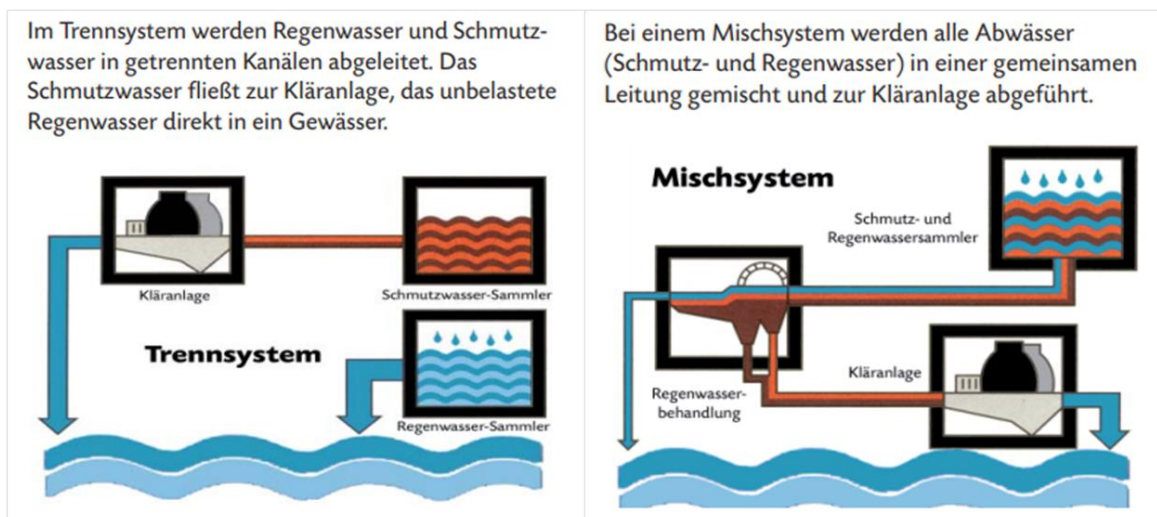 Im Trennsystem werden Regenwasser und Schmutz-
wasser in getrennten Kanälen abgeleitet. Das
Schmutzwasser fließt zur Kläranlage, das unbelastete
Regenwasser direkt in ein Gewässer.
Kläranlage
Schmutzwasser-Sammler
Trennsystem
Regenwasser-Sammler
Bei einem Mischsystem werden alle Abwässer
(Schmutz- und Regenwasser) in einer gemeinsamen
Leitung gemischt und zur Kläranlage abgeführt.
Mischsystem
Schmutz- und
Regenwassersammler
Kläranlage
Regenwasser-
behandlung